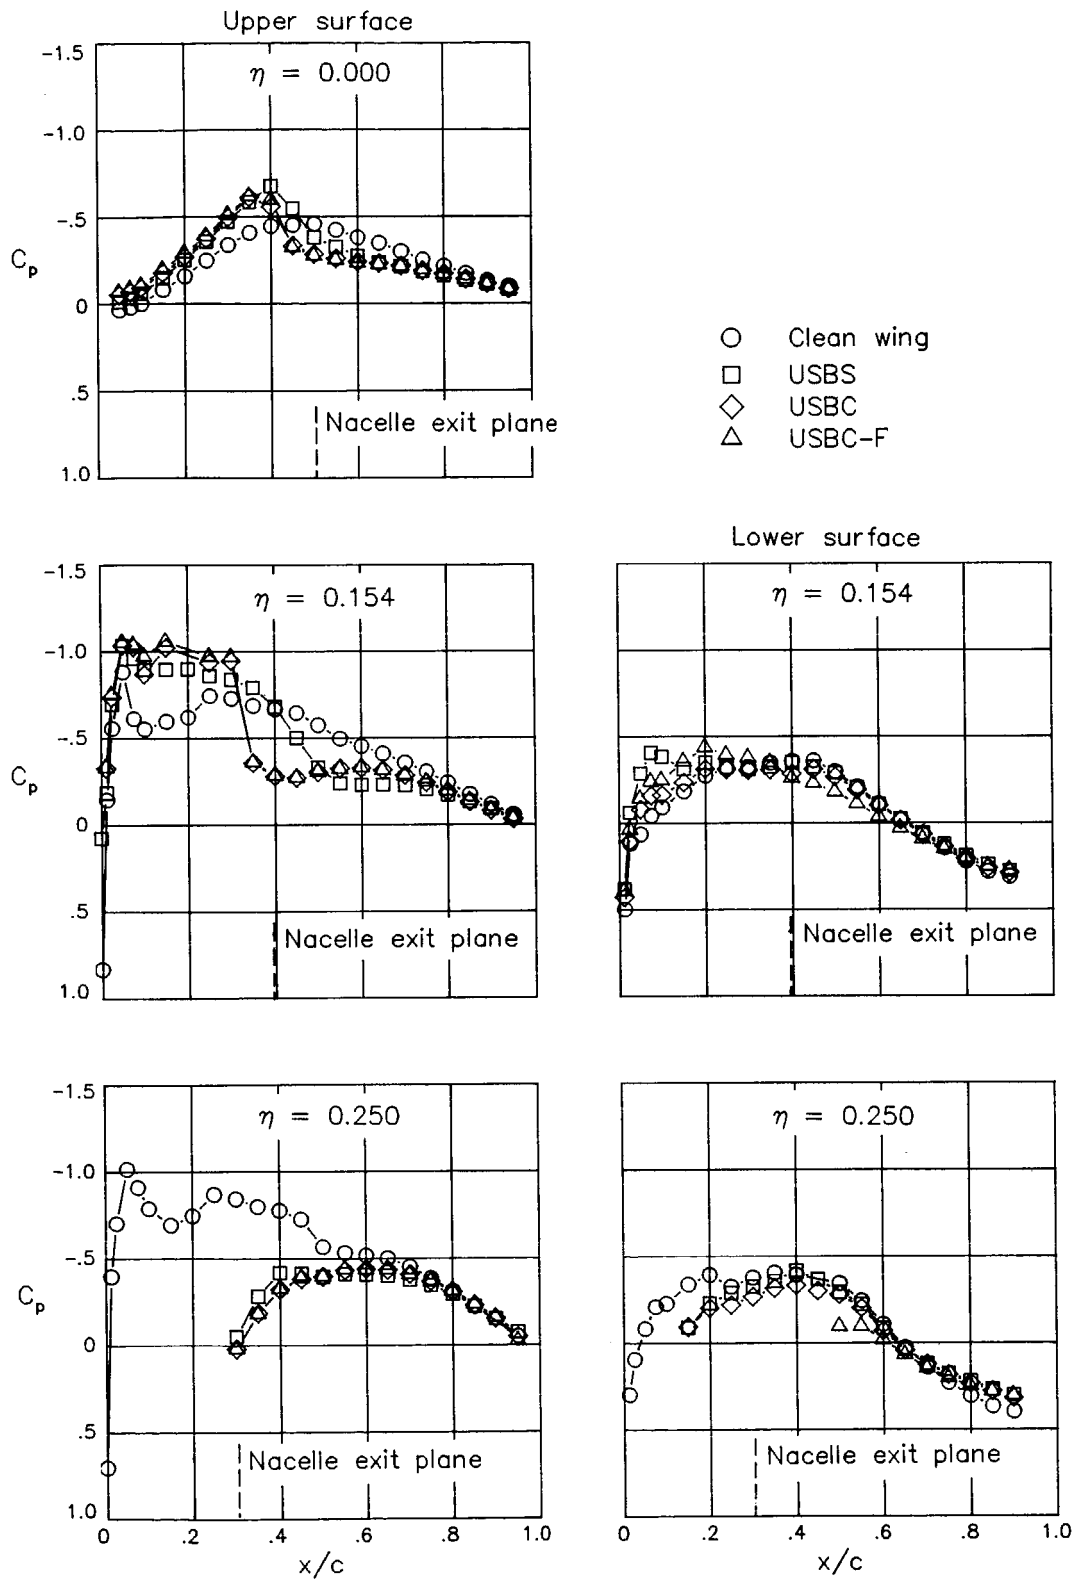 Upper surface
η = 0.000
-1.5
-1.0
-.5
0
.5
1.0
Cp
Nacelle exit plane
Clean wing
USBS
USBC
USBC-F
η = 0.154
-1.5
-1.0
-.5
0
.5
1.0
Cp
Nacelle exit plane
Lower surface
η = 0.154
Nacelle exit plane
η = 0.250
-1.5
-1.0
-.5
0
.5
1.0
Cp
Nacelle exit plane
0 .2 .4 .6 .8 1.0
x/c
η = 0.250
Nacelle exit plane
0 .2 .4 .6 .8 1.0
x/c